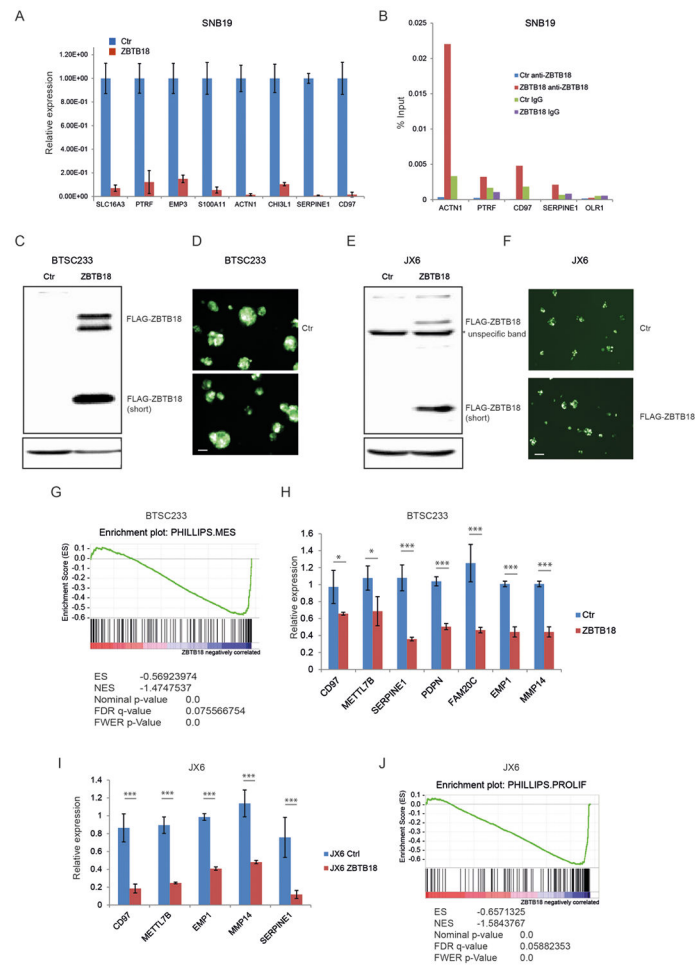 A
SNB19
Ctr
ZBTB18
Relative expression
1.20E+00
1.00E+00
8.00E-01
6.00E-01
4.00E-01
2.00E-01
0.00E+00
SLC16A3 PTRF EMP3 S100A11 ACTN1 CHI3L1 SERPINE1 CD97
B
SNB19
Ctr anti-ZBTB18
ZBTB18 anti-ZBTB18
Ctr IgG
ZBTB18 IgG
% Input
0.025
0.02
0.015
0.01
0.005
0
ACTN1 PTRF CD97 SERPINE1 OLR1
C
BTSC233
Ctr ZBTB18
FLAG-ZBTB18
FLAG-ZBTB18
(short)
D
BTSC233
Ctr
E
JX6
Ctr ZBTB18
FLAG-ZBTB18
* unspecific band
FLAG-ZBTB18
(short)
F
JX6
Ctr
FLAG-ZBTB18
G
BTSC233
Enrichment plot: PHILLIPS.MES
Enrichment Score (ES)
0.1
0.0
-0.1
-0.2
-0.3
-0.4
-0.5
-0.6
ZBTB18 negatively correlated
ES -0.56923974
NES -1.4747537
Nominal p-value 0.0
FDR q-value 0.075566754
FWER p-Value 0.0
H
BTSC233
Relative expression
1.6
1.4
1.2
1
0.8
0.6
0.4
0.2
0
* * *** *** *** *** ***
Ctr
ZBTB18
CD97 METTL7B SERPINE1 PDPN FAM20C EMP1 MMP14
I
JX6
Relative expression
1.4
1.2
1
0.8
0.6
0.4
0.2
0
*** *** *** *** ***
JX6 Ctrl
JX6 ZBTB18
CD97 METTL7B EMP1 MMP14 SERPINE1
J
JX6
Enrichment plot: PHILLIPS.PROLIF
Enrichment Score (ES)
0.0
-0.1
-0.2
-0.3
-0.4
-0.5
-0.6
ZBTB18 negatively correlated
ES -0.6571325
NES -1.5843767
Nominal p-value 0.0
FDR q-value 0.05882353
FWER p-Value 0.0